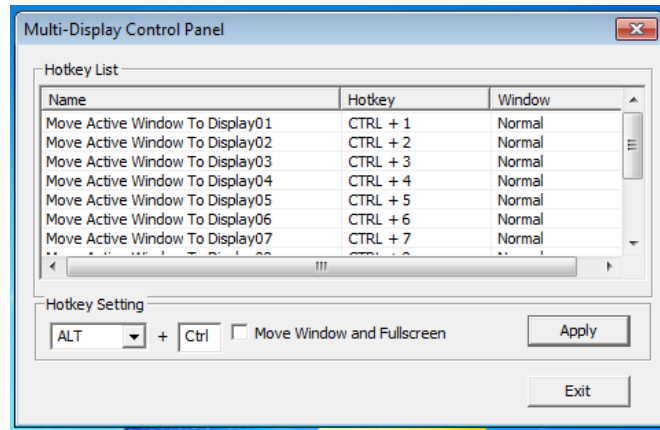 Multi-Display Control Panel
Hotkey List
Name Hotkey Window
Move Active Window To Display01 CTRL + 1 Normal
Move Active Window To Display02 CTRL + 2 Normal
Move Active Window To Display03 CTRL + 3 Normal
Move Active Window To Display04 CTRL + 4 Normal
Move Active Window To Display05 CTRL + 5 Normal
Move Active Window To Display06 CTRL + 6 Normal
Move Active Window To Display07 CTRL + 7 Normal
Hotkey Setting
ALT + Ctrl Move Window and Fullscreen Apply
Exit